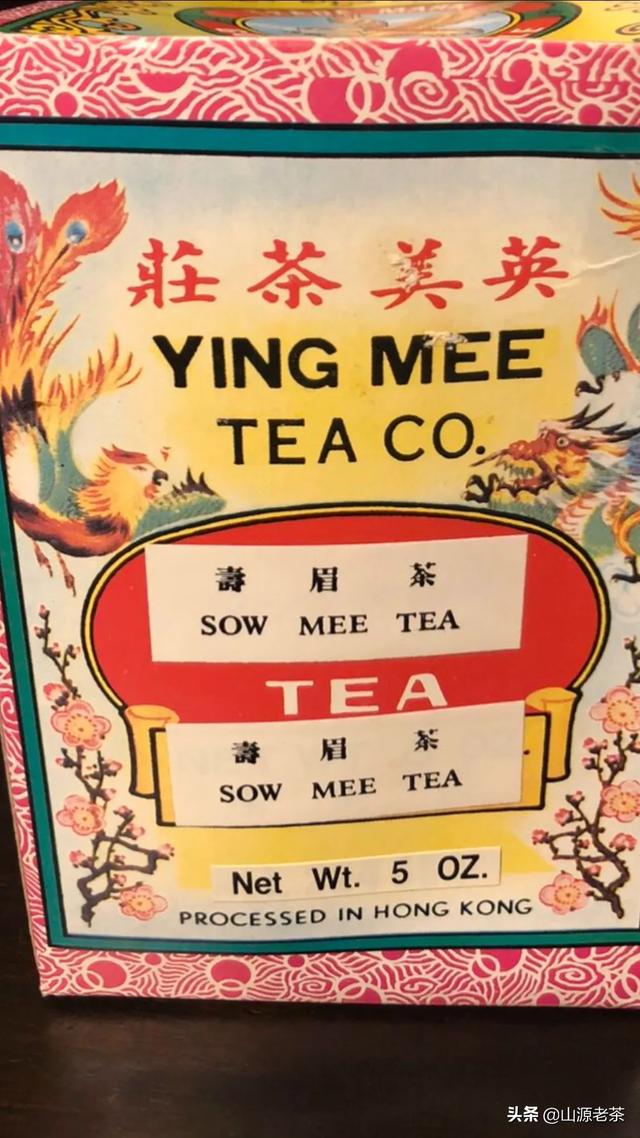 英美茶莊
YING MEE
TEA CO.
壽眉茶
SOW MEE TEA
TEA
壽眉茶
SOW MEE TEA
Net Wt. 5 OZ.
PROCESSED IN HONG KONG
头条 @山源老茶